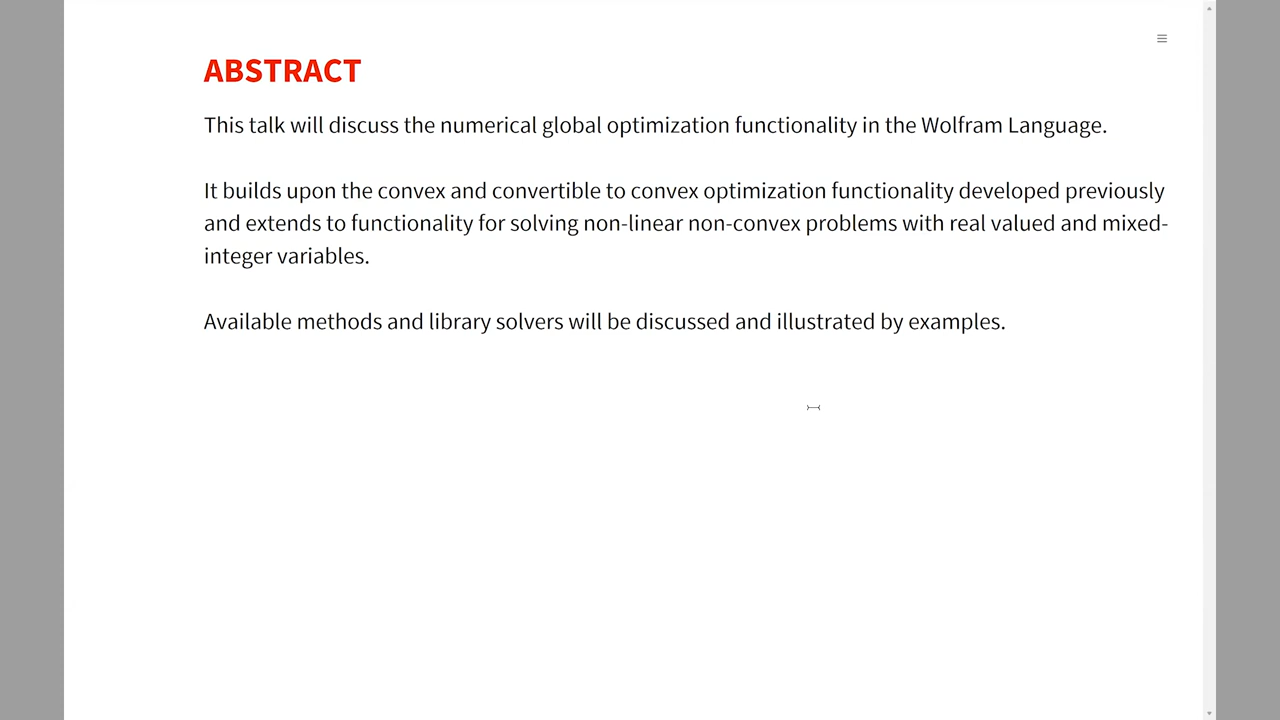 ABSTRACT
This talk will discuss the numerical global optimization functionality in the Wolfram Language.
It builds upon the convex and convertible to convex optimization functionality developed previously
and extends to functionality for solving non-linear non-convex problems with real valued and mixed-
integer variables.
Available methods and library solvers will be discussed and illustrated by examples.